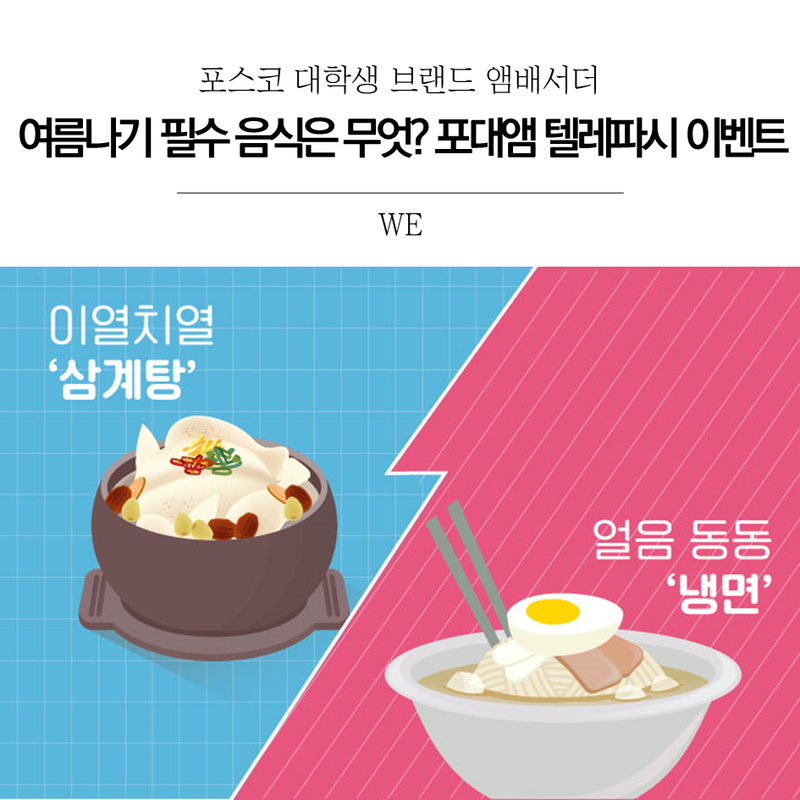 포스코 대학생 브랜드 앰배서더
여름나기 필수 음식은 무엇? 포대앰 텔레파시 이벤트
WE
이열치열
‘삼계탕’
얼음 동동
‘냉면’